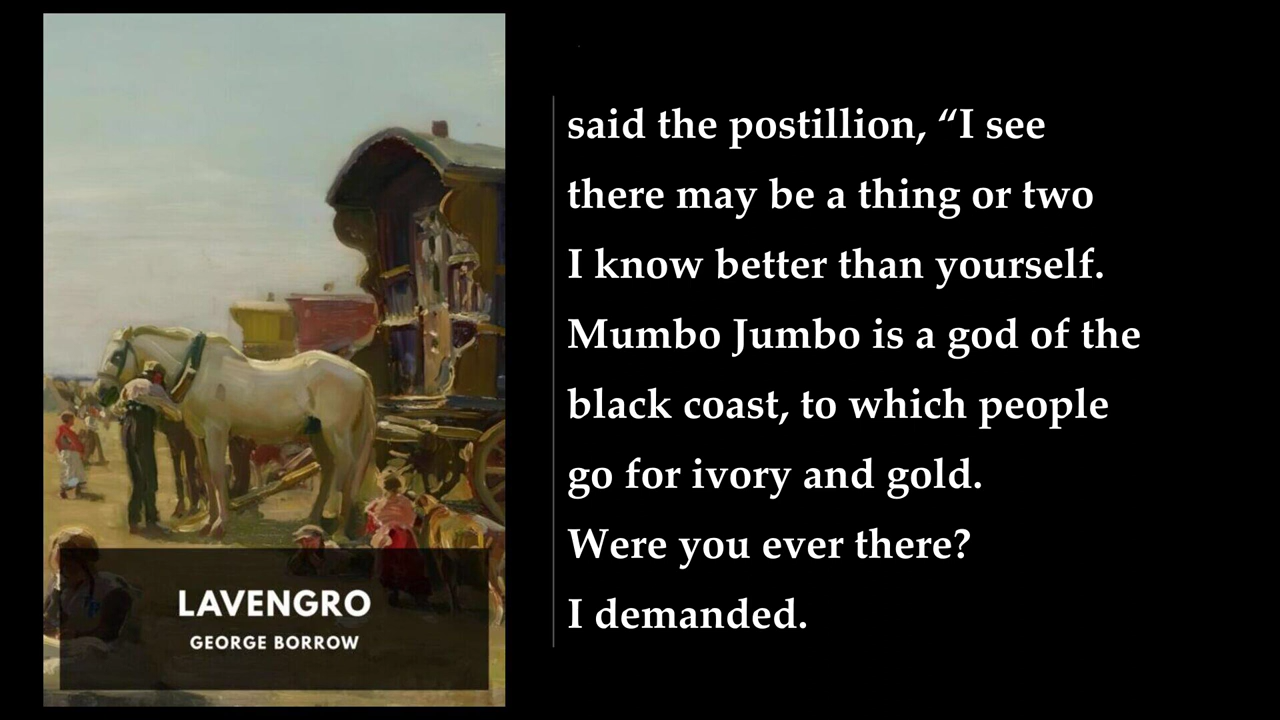 LAVENGRO
GEORGE BORROW
said the postillion, “I see
there may be a thing or two
I know better than yourself.
Mumbo Jumbo is a god of the
black coast, to which people
go for ivory and gold.
Were you ever there?
I demanded.